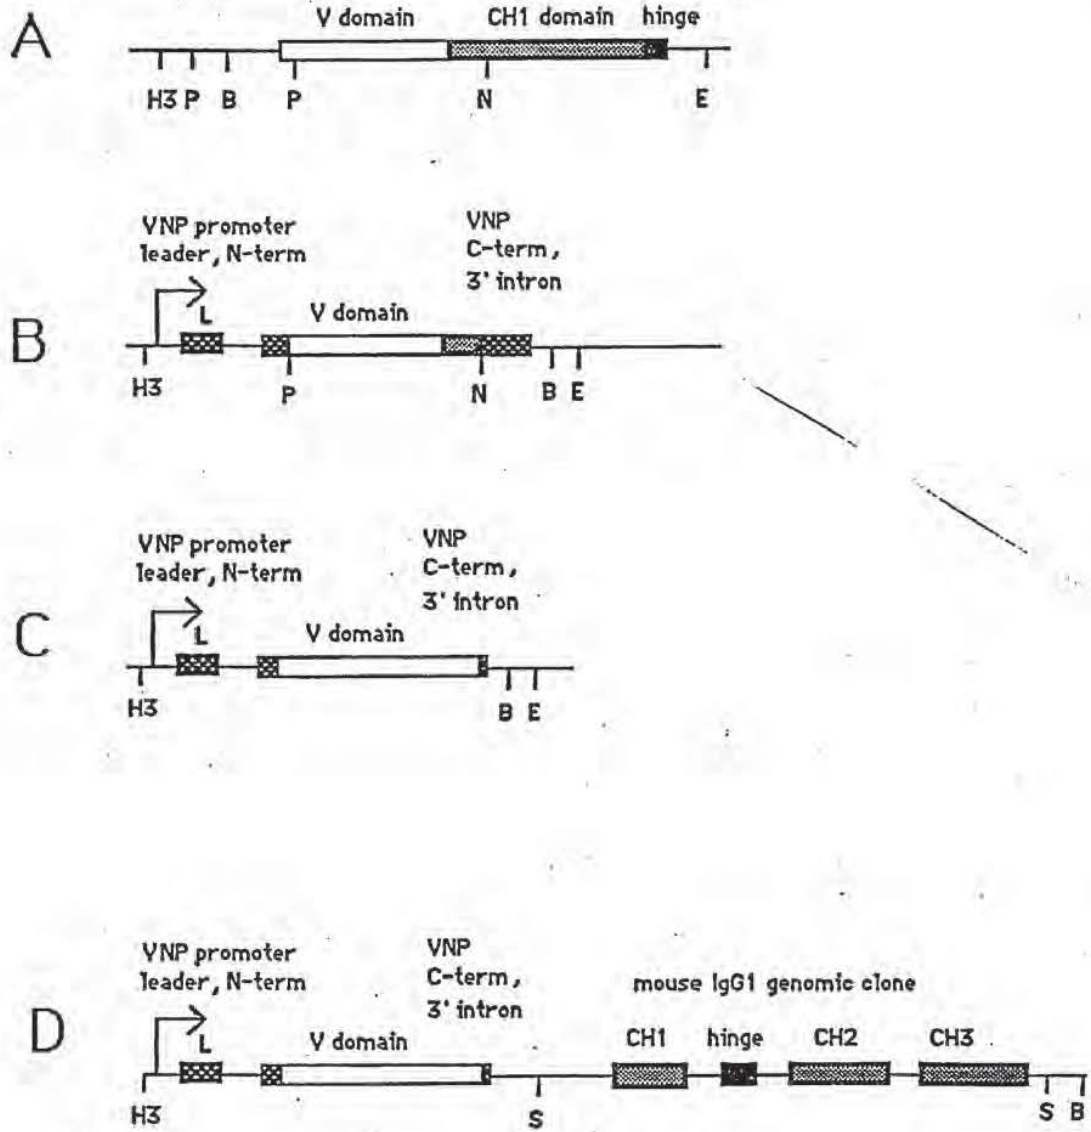 A
V domain CH1 domain hinge
H3 P B P N E
B
VNP promoter
leader, N-term
VNP
C-term,
3' intron
L
V domain
H3 P N B E
C
VNP promoter
leader, N-term
VNP
C-term,
3' intron
L
V domain
H3 B E
D
VNP promoter
leader, N-term
VNP
C-term,
3' intron
mouse IgG1 genomic clone
L
V domain
CH1 hinge CH2 CH3
H3 S S B